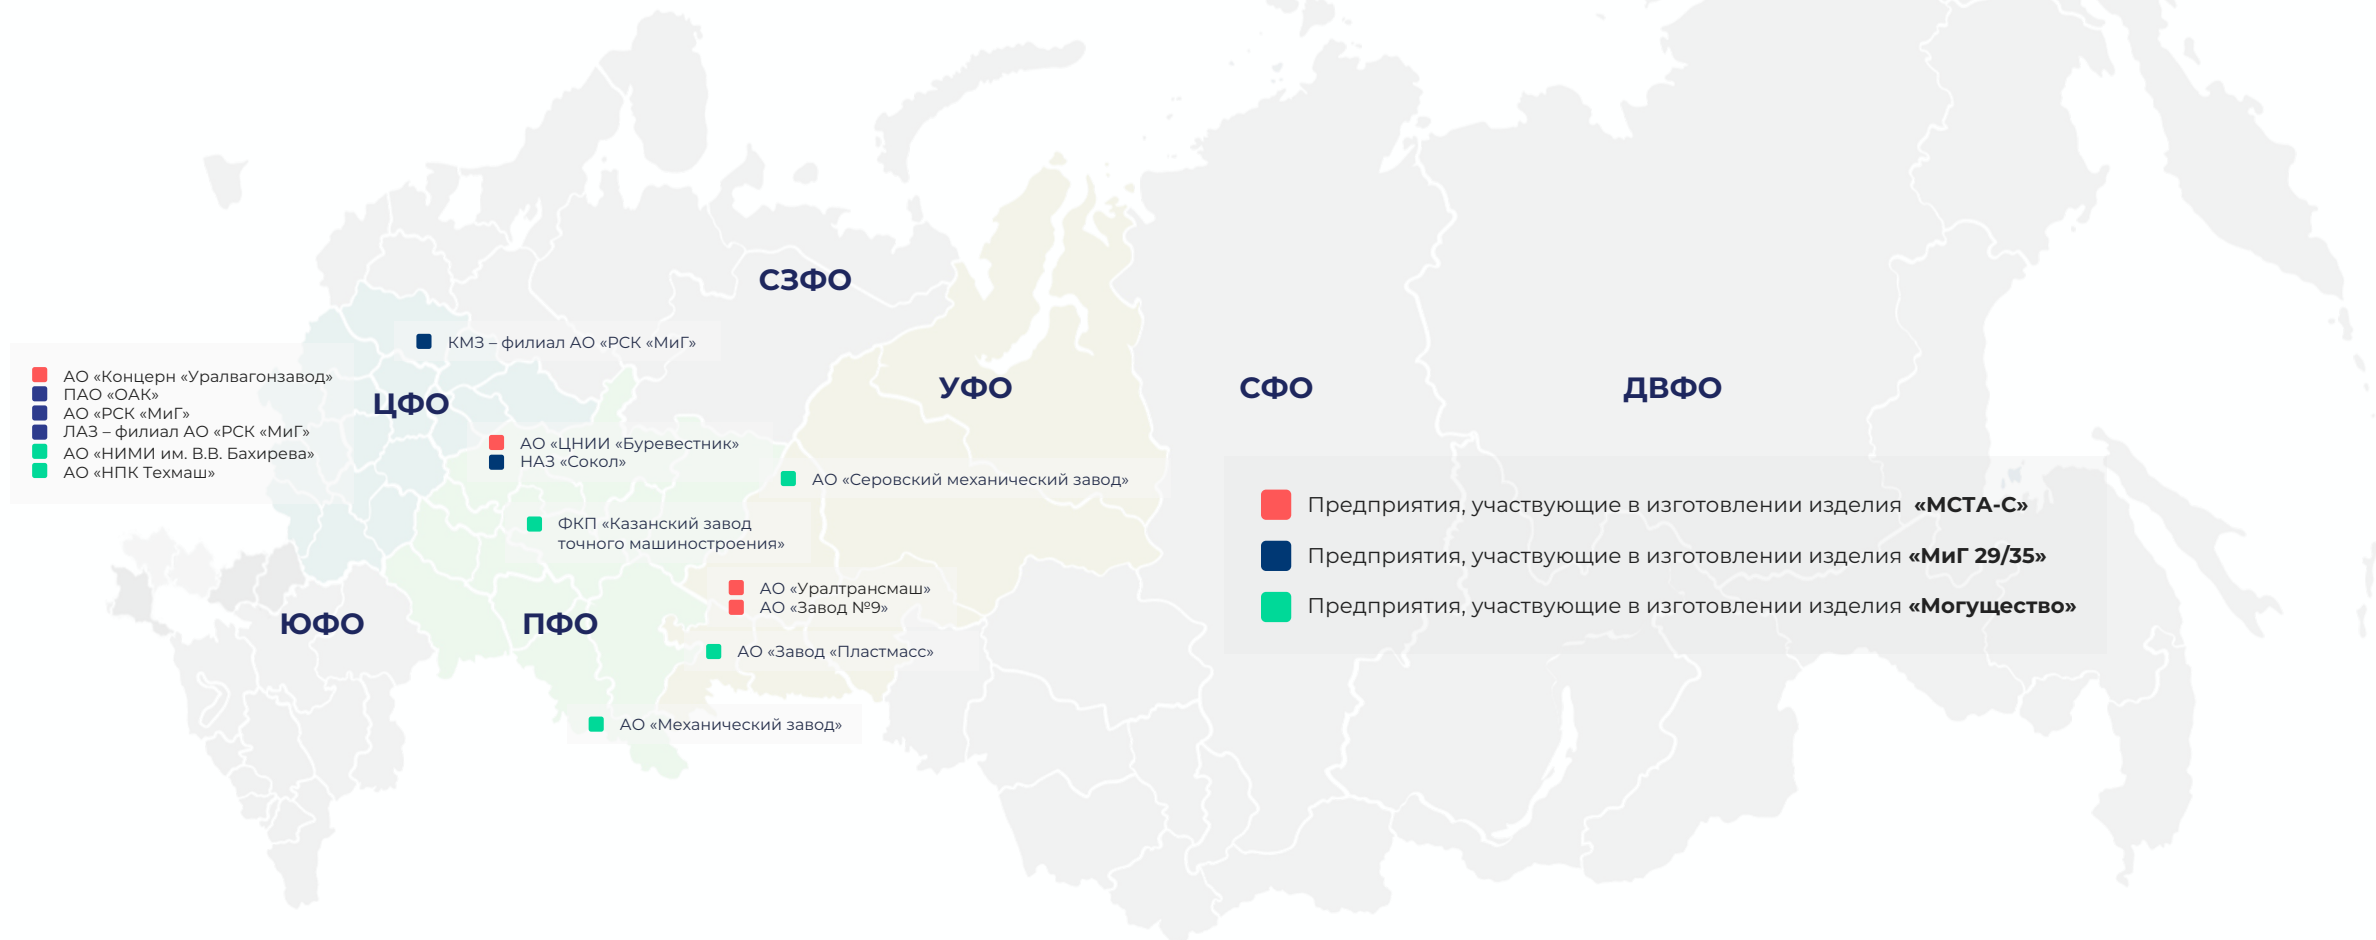 СЗФО
КМЗ – филиал АО «РСК «МиГ»
АО «Концерн «Уралвагонзавод»
ПАО «ОАК»
АО «РСК «МиГ»
ЛАЗ – филиал АО «РСК «МиГ»
АО «НИМИ им. В.В. Бахирева»
АО «НПК Техмаш»
ЦФО
УФО
СФО
ДВФО
АО «ЦНИИ «Буревестник»
НАЗ «Сокол»
АО «Серовский механический завод»
ФКП «Казанский завод
точного машиностроения»
АО «Уралтрансмаш»
АО «Завод №9»
ЮФО
ПФО
АО «Завод «Пластмасс»
АО «Механический завод»
Предприятия, участвующие в изготовлении изделия «МСТА-С»
Предприятия, участвующие в изготовлении изделия «МиГ 29/35»
Предприятия, участвующие в изготовлении изделия «Могущество»